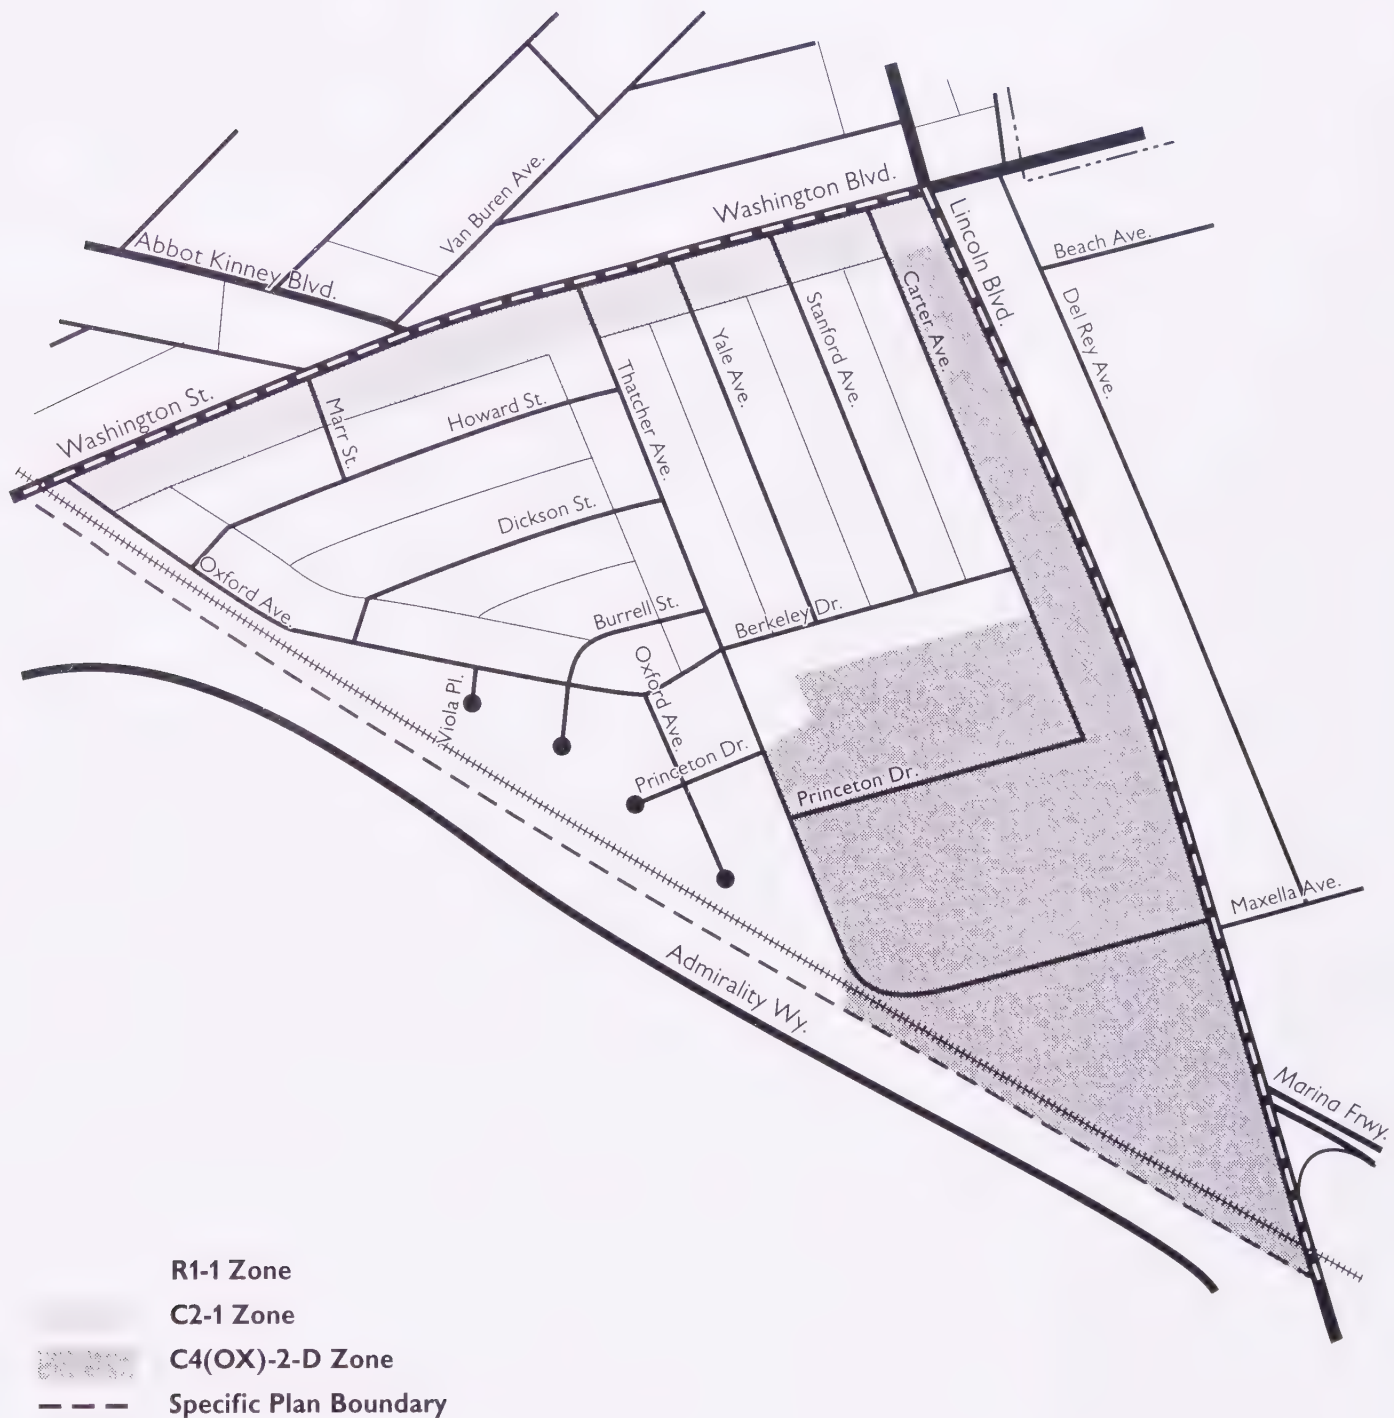 Van Buren Ave.
Washington Blvd.
Abbot Kinney Blvd.
Lincoln Blvd.
Beach Ave.
Del Rey Ave.
Carter Ave.
Stanford Ave.
Yale Ave.
Thatcher Ave.
Washington St.
Marr St.
Howard St.
Dickson St.
Oxford Ave.
Burrell St.
Berkeley Dr.
Viola Pl.
Oxford Ave.
Princeton Dr.
Princeton Dr.
Maxella Ave.
Admirality Wy.
Marina Frwy.
R1-1 Zone
C2-1 Zone
C4(OX)-2-D Zone
Specific Plan Boundary